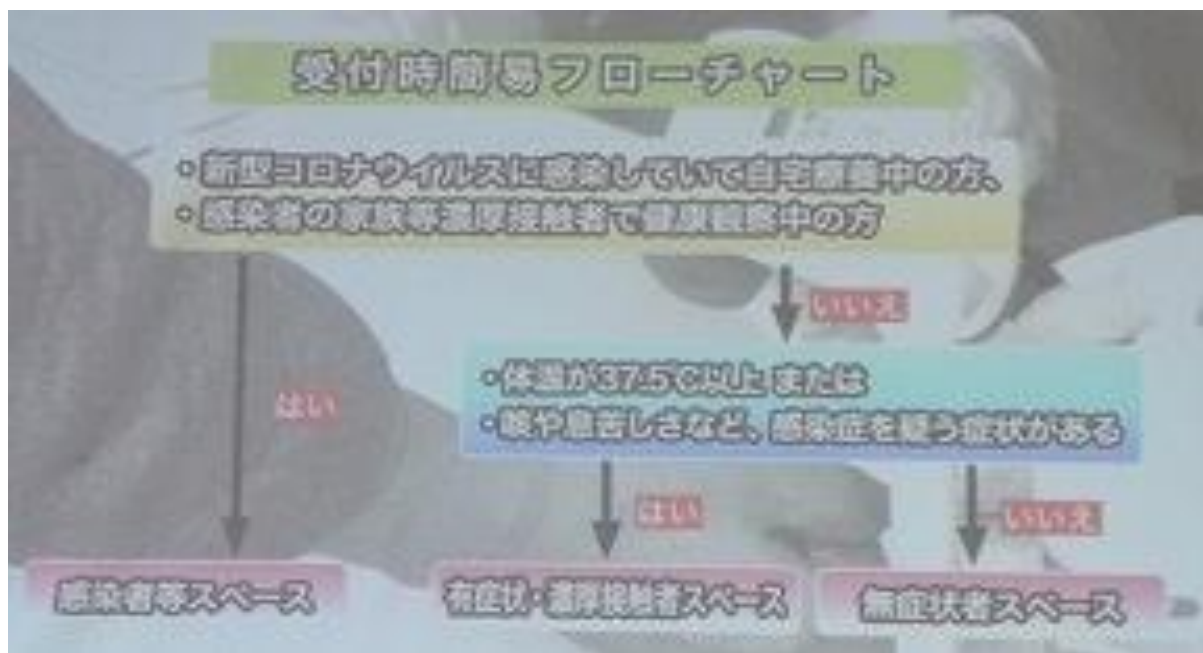 受付時簡易フローチャート
・新型コロナウイルスに感染していて自宅療養中の方、
・感染者の家族等濃厚接触者で健康観察中の方
いいえ
・体温が37.5℃以上 または
・咳や息苦しさなど、感染症を疑う症状がある
はい
はい
いいえ
感染者等スペース
有症状・濃厚接触者スペース
無症状者スペース